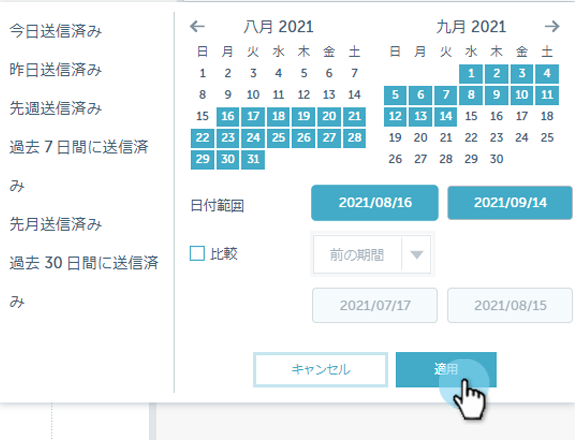 今日送信済み
昨日送信済み
先週送信済み
過去 7 日間に送信済
み
先月送信済み
過去 30 日間に送信済
み
八月 2021
日 月 火 水 木 金 土
1 2 3 4 5 6 7
8 9 10 11 12 13 14
15 16 17 18 19 20 21
22 23 24 25 26 27 28
29 30 31
九月 2021
日 月 火 水 木 金 土
1 2 3 4
5 6 7 8 9 10 11
12 13 14 15 16 17 18
19 20 21 22 23 24 25
26 27 28 29 30
日付範囲 2021/08/16 2021/09/14
比較 前の期間
2021/07/17 2021/08/15
キャンセル 適用